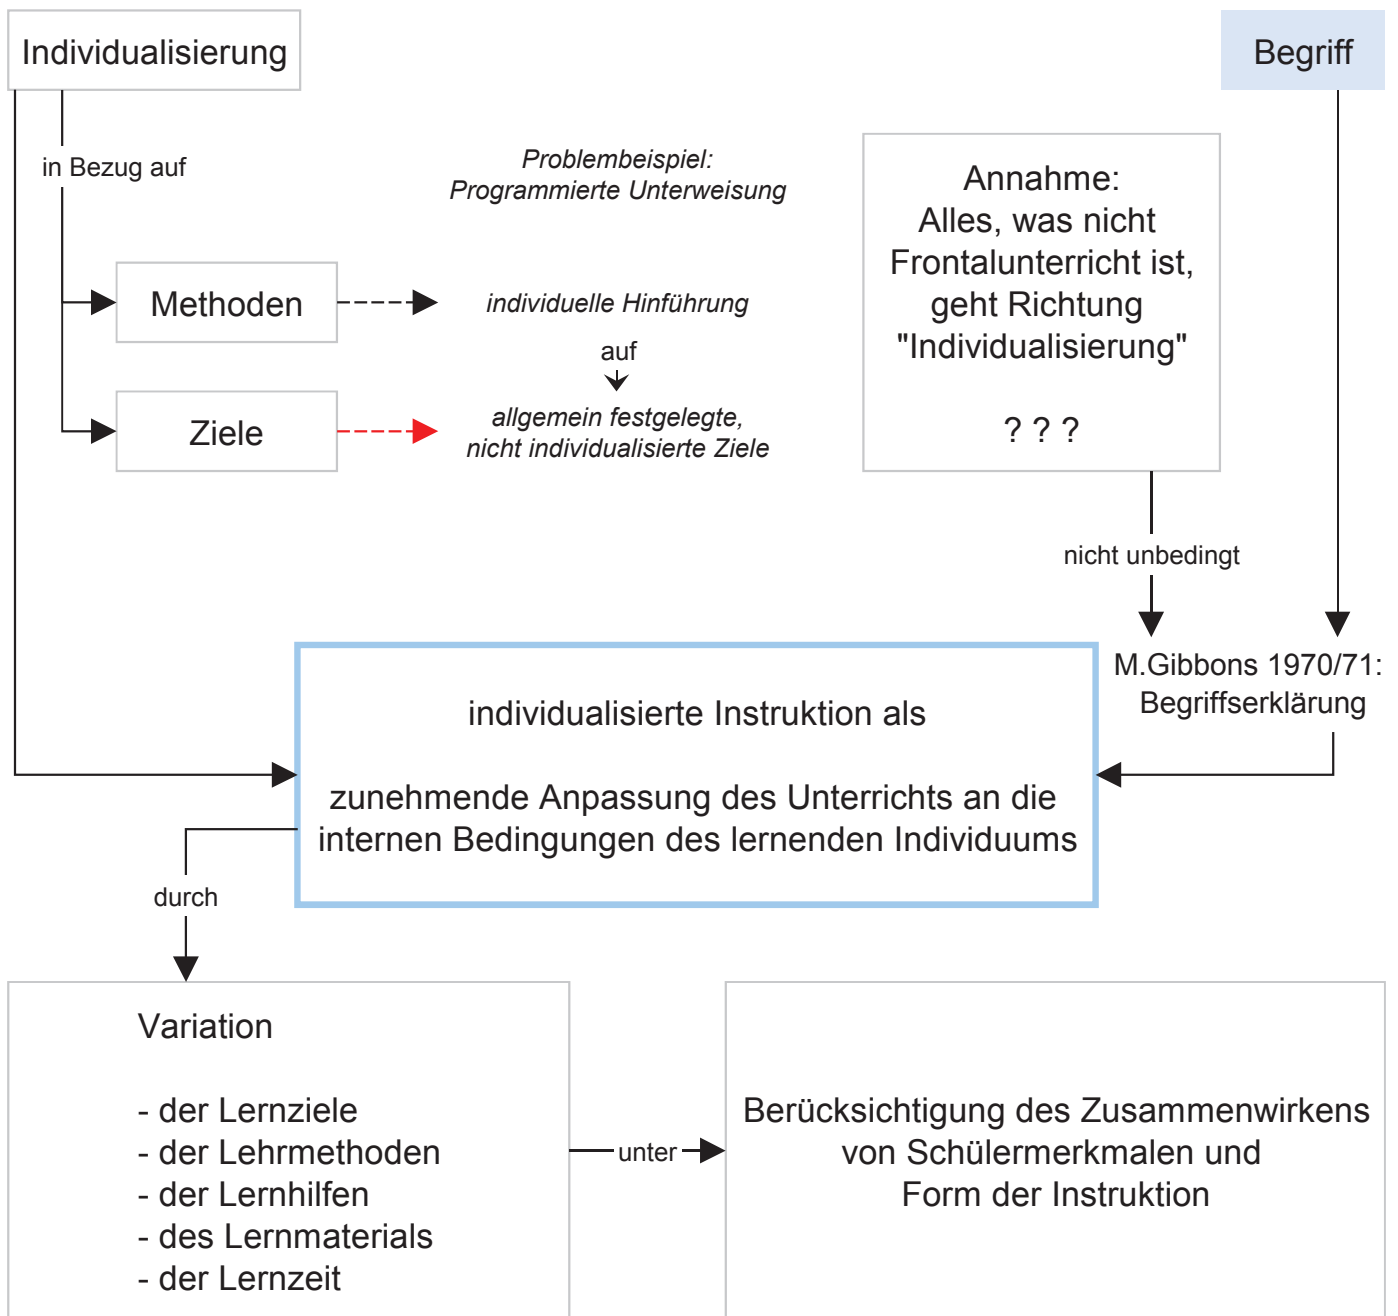 Individualisierung
Begriff
in Bezug auf
Problembeispiel:
Programmierte Unterweisung
Annahme:
Alles, was nicht
Frontalunterricht ist,
geht Richtung
"Individualisierung"
? ? ?
Methoden
individuelle Hinführung
auf
Ziele
allgemein festgelegte,
nicht individualisierte Ziele
nicht unbedingt
M.Gibbons 1970/71:
Begriffserklärung
individualisierte Instruktion als
zunehmende Anpassung des Unterrichts an die
internen Bedingungen des lernenden Individuums
durch
Variation
- der Lernziele
- der Lehrmethoden
- der Lernhilfen
- des Lernmaterials
- der Lernzeit
unter
Berücksichtigung des Zusammenwirkens
von Schülermerkmalen und
Form der Instruktion